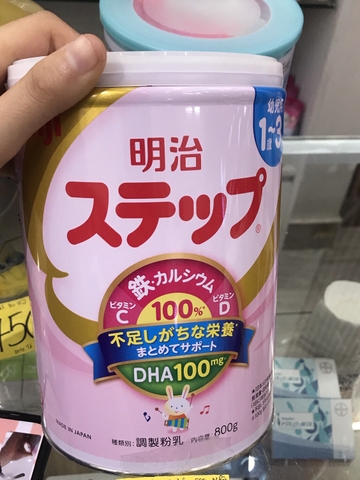 幼児
1~3
歳
明治
ステップ®
鉄・カルシウム
ビタミン
C
100%
ビタミン
D
不足しがちな栄養
まとめてサポート
DHA100mg
MADE IN JAPAN
種類別:調製粉乳 内容量 800g